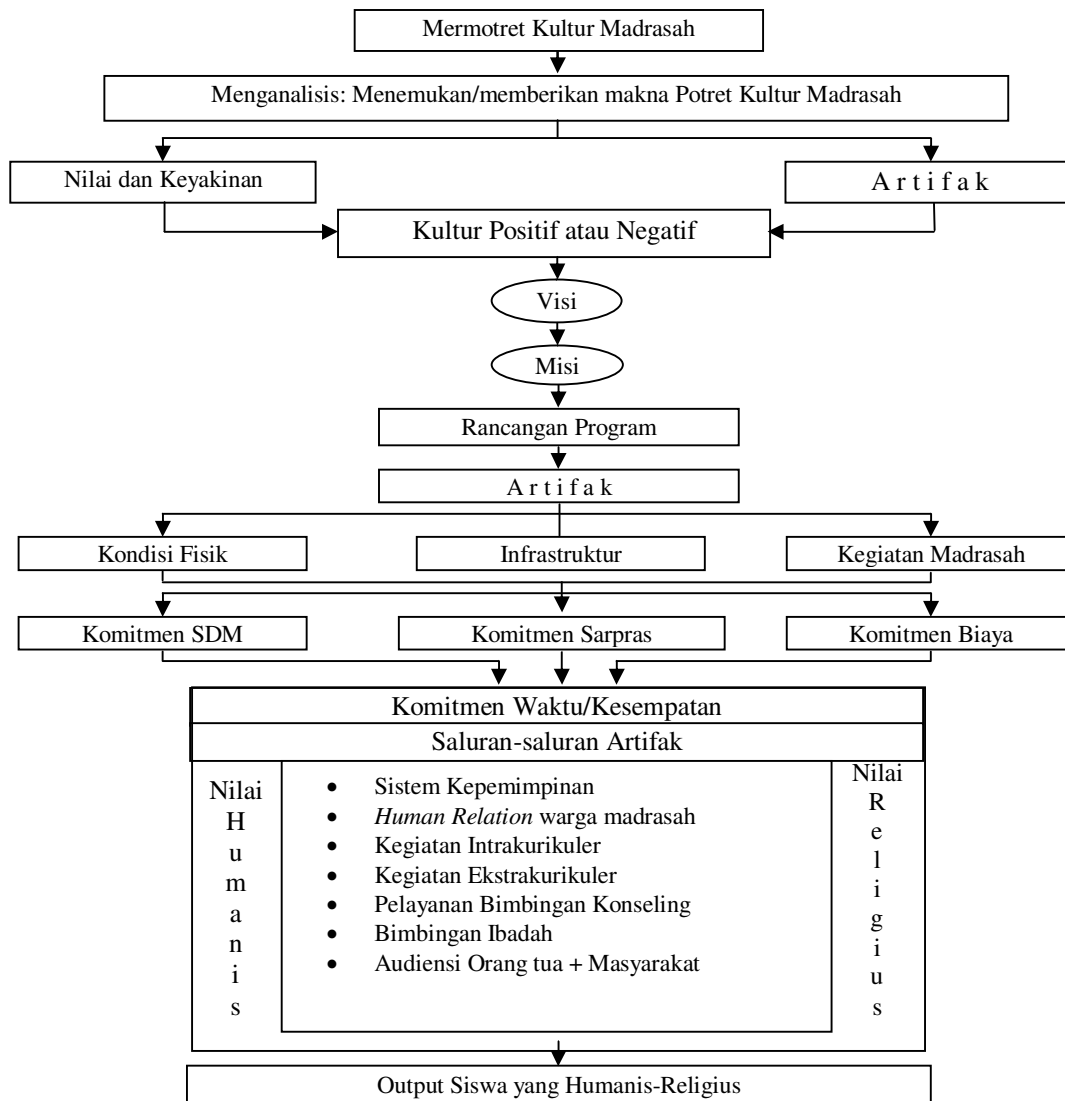 Mermotret Kultur Madrasah
Menganalisis: Menemukan/memberikan makna Potret Kultur Madrasah
Nilai dan Keyakinan
A r t i f a k
Kultur Positif atau Negatif
Visi
Misi
Rancangan Program
A r t i f a k
Kondisi Fisik
Infrastruktur
Kegiatan Madrasah
Komitmen SDM
Komitmen Sarpras
Komitmen Biaya
Komitmen Waktu/Kesempatan
Saluran-saluran Artifak
Nilai
H
u
m
a
n
i
s
• Sistem Kepemimpinan
• Human Relation warga madrasah
• Kegiatan Intrakurikuler
• Kegiatan Ekstrakurikuler
• Pelayanan Bimbingan Konseling
• Bimbingan Ibadah
• Audiensi Orang tua + Masyarakat
Nilai
R
e
l
i
g
i
u
s
Output Siswa yang Humanis-Religius